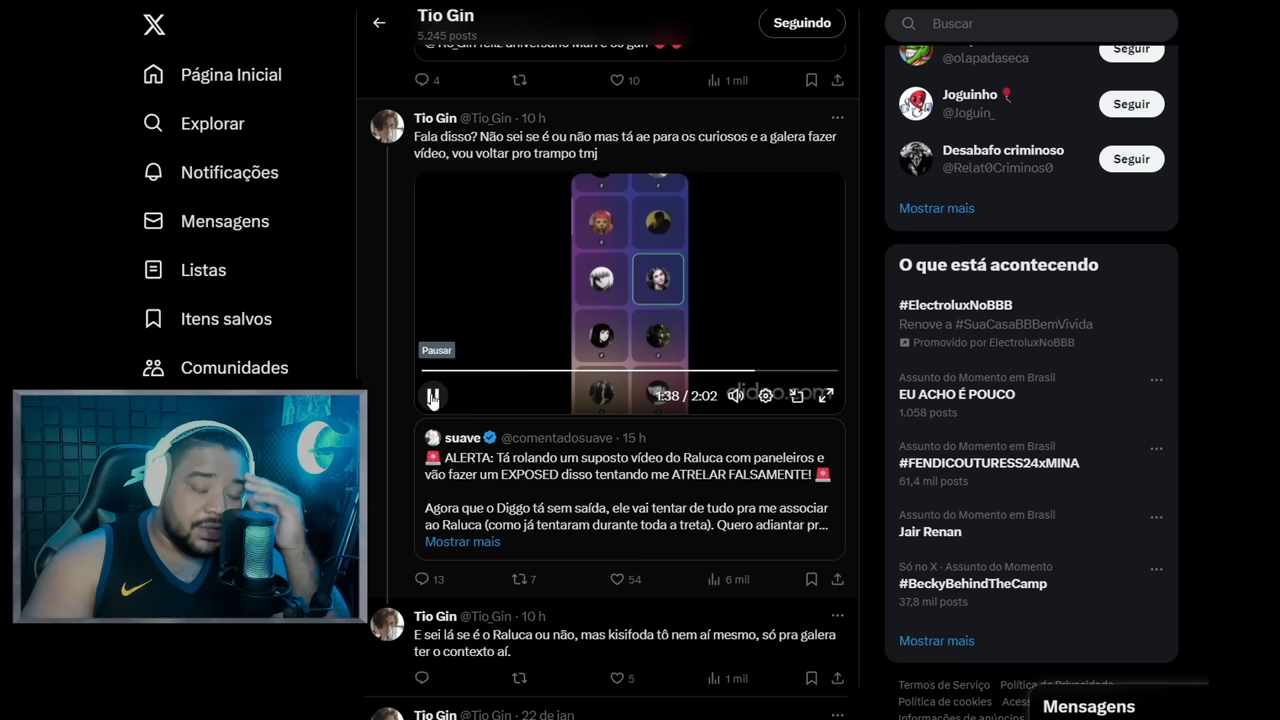 Tio Gin
5.245 posts
Seguindo
Buscar
Página Inicial
Explorar
Notificações
Mensagens
Listas
Itens salvos
Comunidades
4
10
1 mil
Tio Gin @Tio_Gin · 10 h
Fala disso? Não sei se é ou não mas tá ae para os curiosos e a galera fazer
vídeo, vou voltar pro trampo tmj
Pausar
1:38 / 2:02
suave @comentadosuave · 15 h
🚨 ALERTA: Tá rolando um suposto vídeo do Raluca com paneleiros e
vão fazer um EXPOSED disso tentando me ATRELAR FALSAMENTE! 🚨
Agora que o Diggo tá sem saída, ele vai tentar de tudo pra me associar
ao Raluca (como já tentaram durante toda a treta). Quero adiantar pr...
Mostrar mais
13
7
54
6 mil
Tio Gin @Tio_Gin · 10 h
E sei lá se é o Raluca ou não, mas kisifoda tô nem aí mesmo, só pra galera
ter o contexto aí.
5
1 mil
Tio Gin @Tio_Gin · 22 de jan
Seguir
@olapadaseca
Joguinho🎈
@Joguin_
Seguir
Desabafo criminoso
@Relat0Criminos0
Seguir
Mostrar mais
O que está acontecendo
#ElectroluxNoBBB
Renove a #SuaCasaBBBemVivida
Promovido por ElectroluxNoBBB
Assunto do Momento em Brasil
EU ACHO É POUCO
1.058 posts
Assunto do Momento em Brasil
#FENDICOUTURESS24xMINA
61,4 mil posts
Assunto do Momento em Brasil
Jair Renan
Só no X · Assunto do Momento
#BeckyBehindTheCamp
37,8 mil posts
Mostrar mais
Termos de Serviço Política de Privacidade
Política de cookies
Mensagens